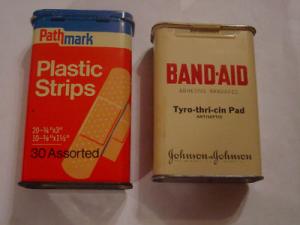 Pathmark
Plastic
Strips
20-¾"x3"
10-⅝"x1½"
30 Assorted
BAND-AID
ADHESIVE BANDAGES
Tyro-thri-cin Pad
ANTISEPTIC
Johnson & Johnson